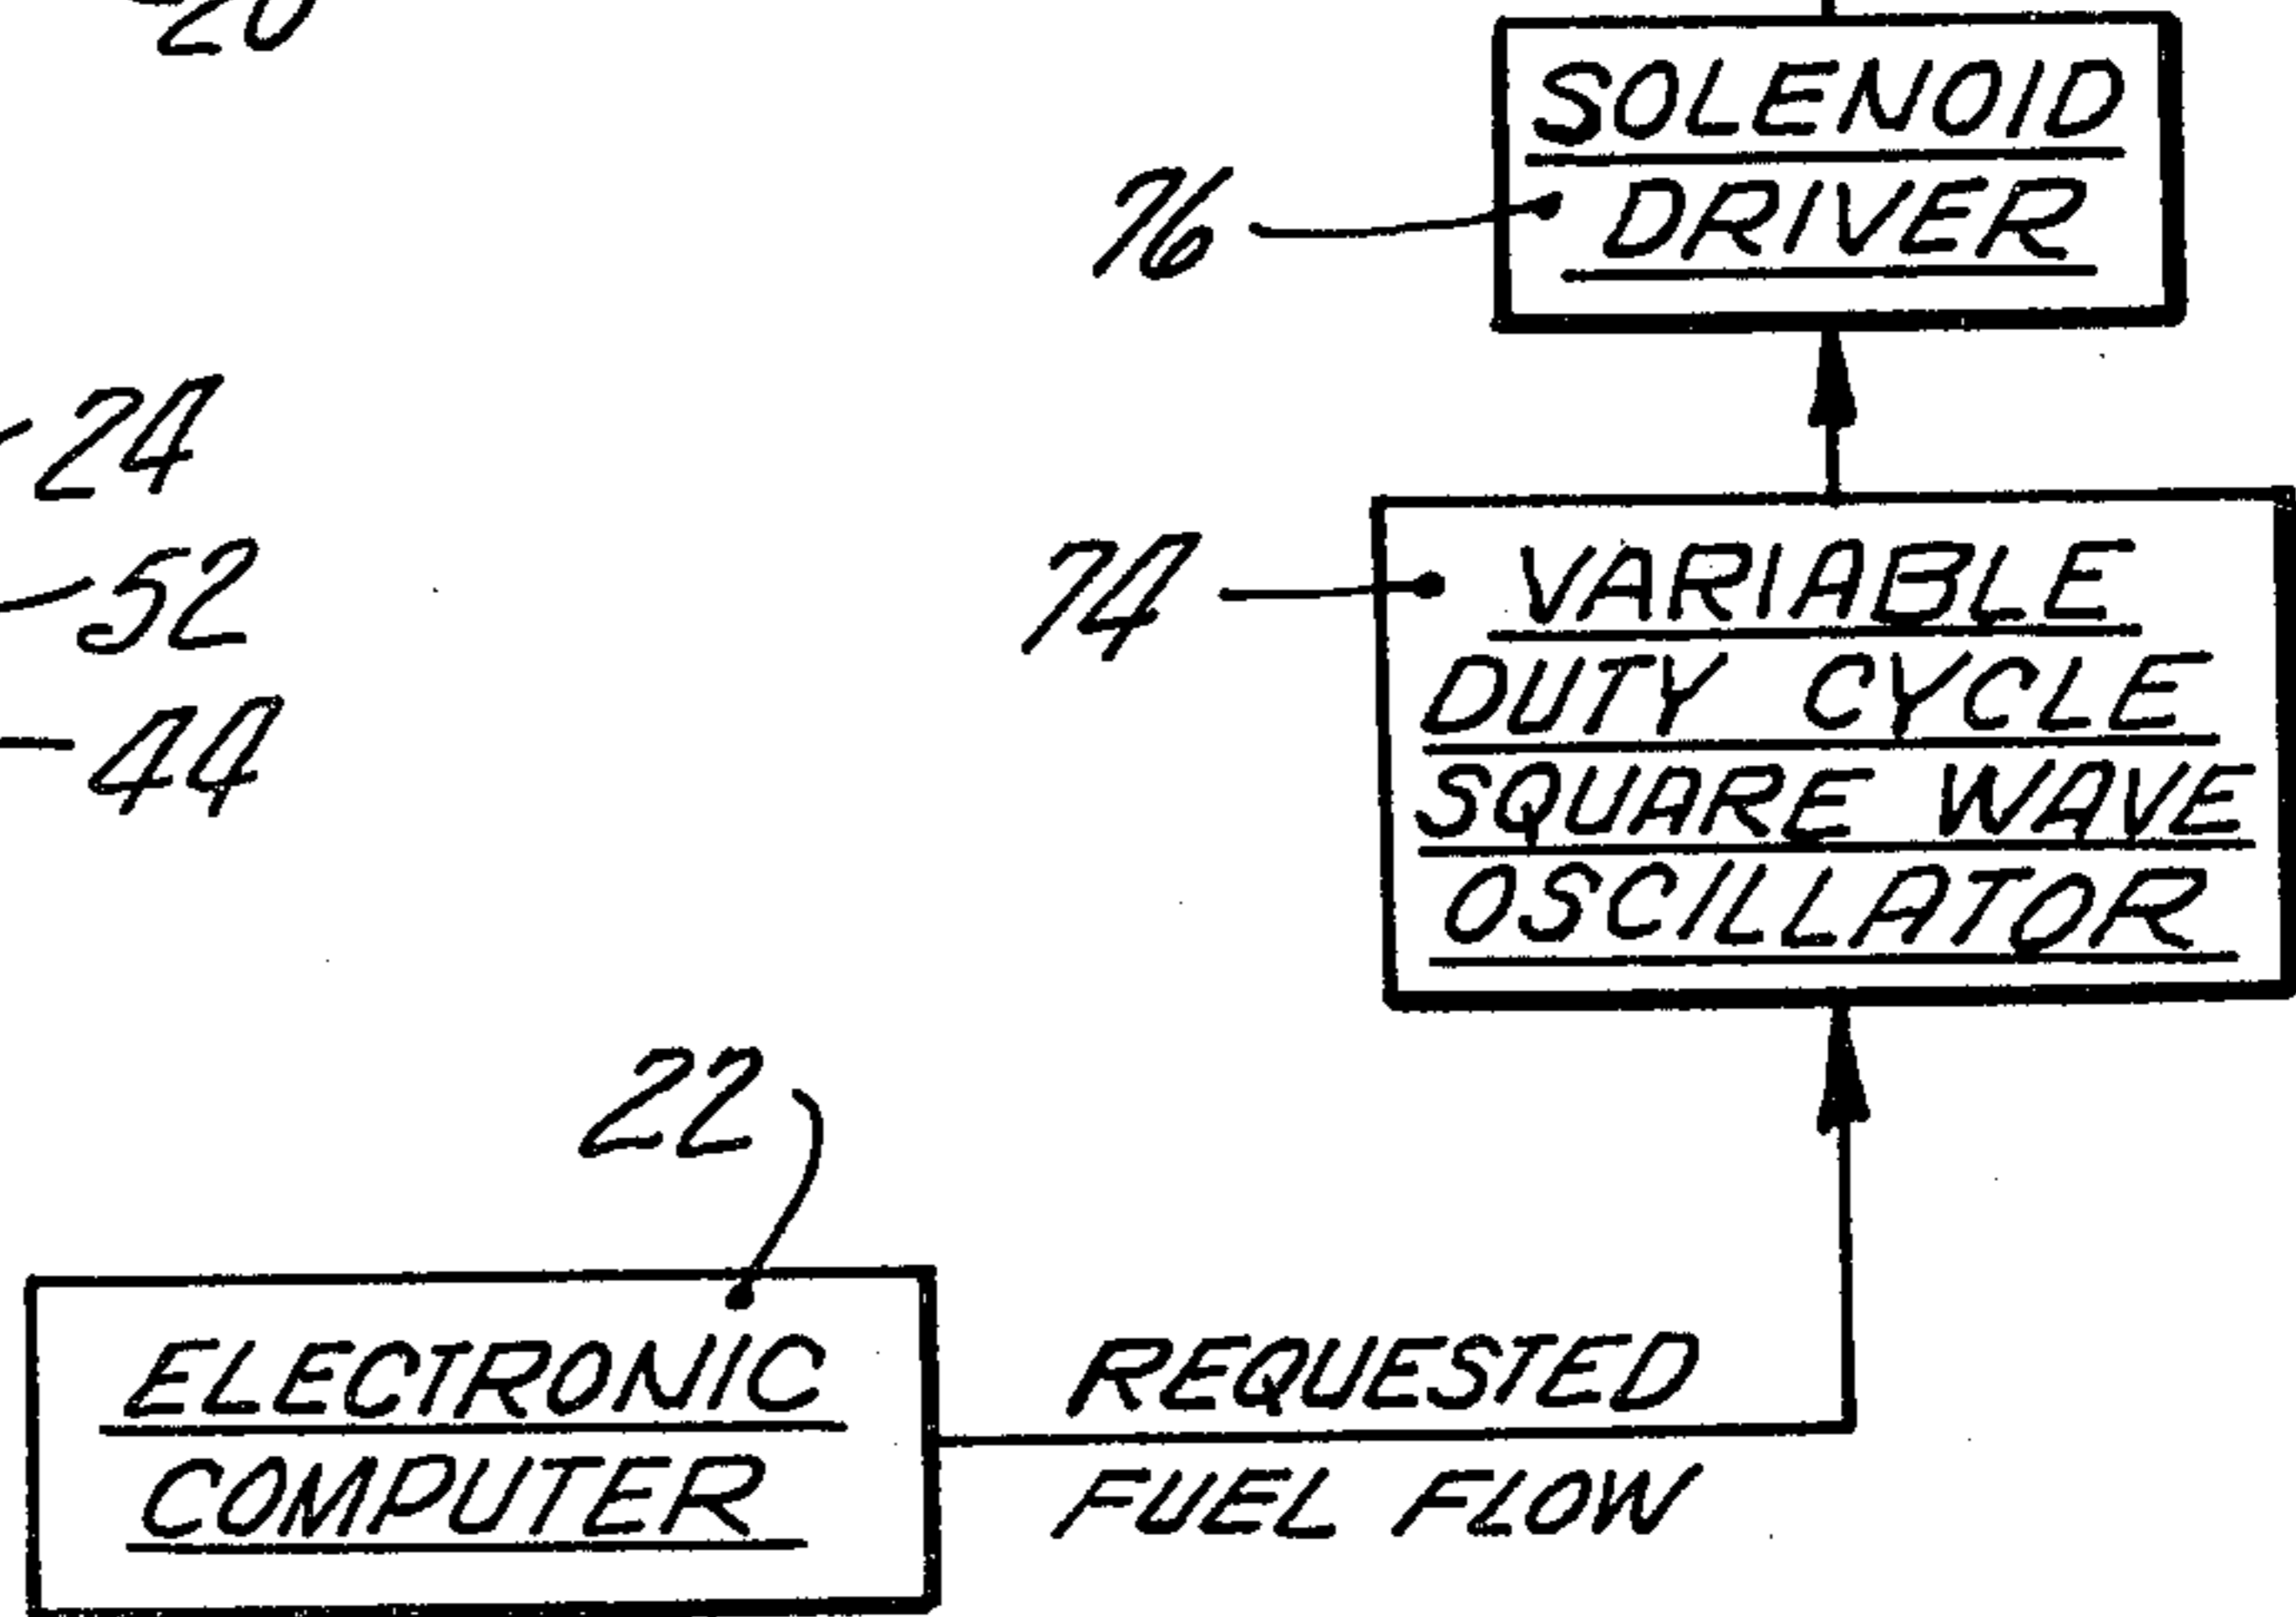 20
SOLENOID
DRIVER
76
24
74
VARIABLE
DUTY CYCLE
SQUARE WAVE
OSCILLATOR
52
44
22
ELECTRONIC
COMPUTER
REQUESTED
FUEL FLOW